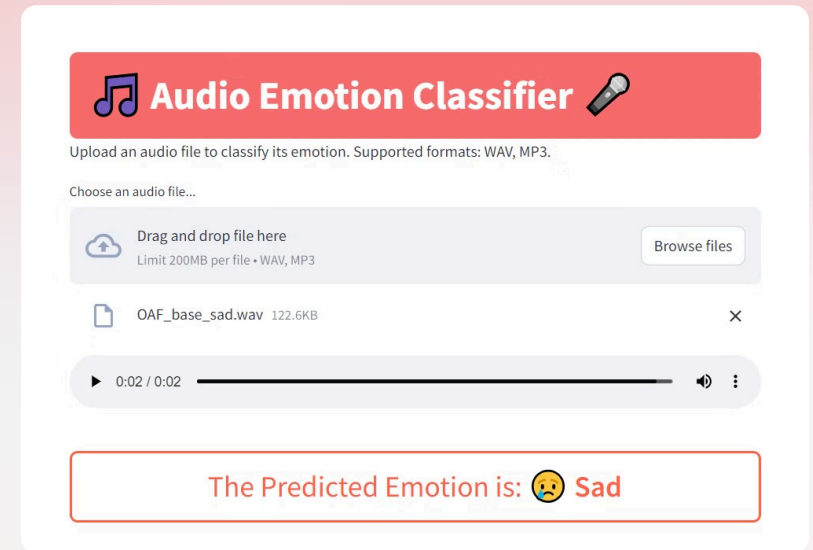 🎵 Audio Emotion Classifier 🎤
Upload an audio file to classify its emotion. Supported formats: WAV, MP3.
Choose an audio file...
Drag and drop file here
Limit 200MB per file • WAV, MP3
Browse files
OAF_base_sad.wav 122.6KB
0:02 / 0:02
The Predicted Emotion is: 😢 Sad